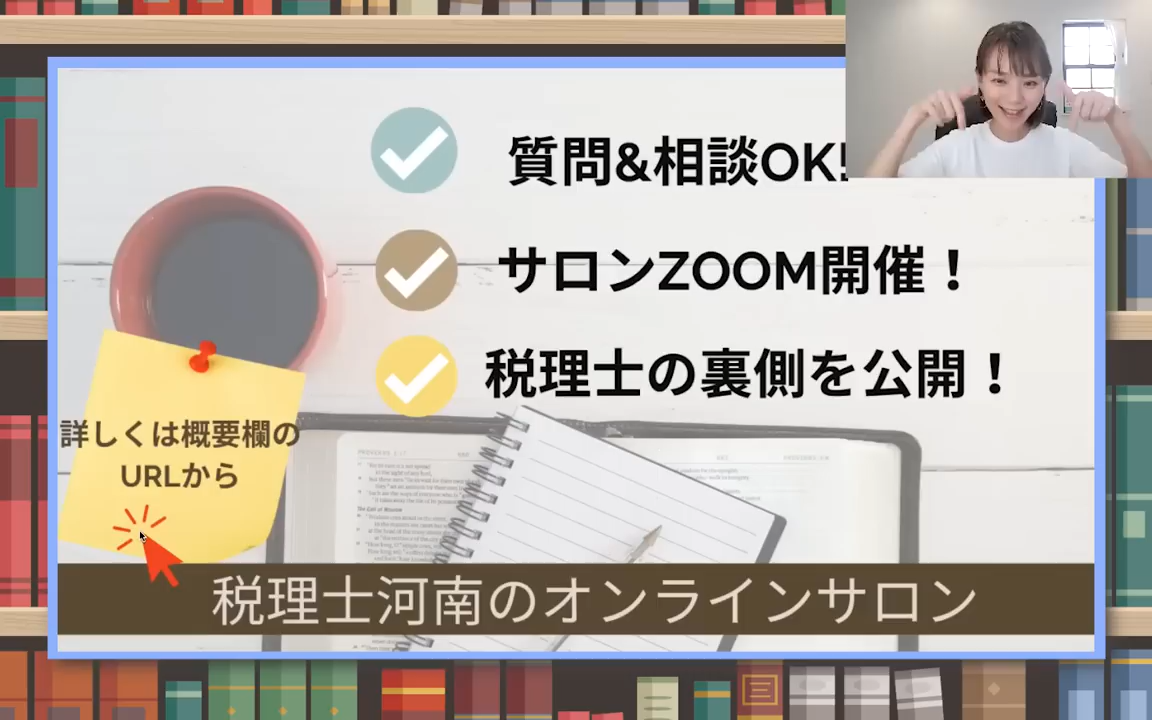 質問&相談OK!
サロンZOOM開催！
税理士の裏側を公開！
詳しくは概要欄の
URLから
税理士河南のオンラインサロン